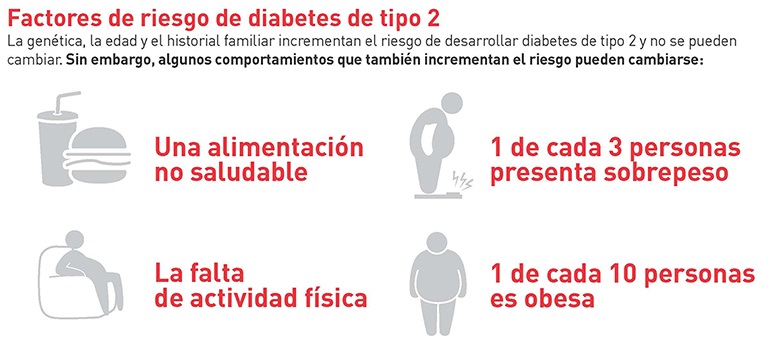 Factores de riesgo de diabetes de tipo 2
La genética, la edad y el historial familiar incrementan el riesgo de desarrollar diabetes de tipo 2 y no se pueden
cambiar. Sin embargo, algunos comportamientos que también incrementan el riesgo pueden cambiarse:
Una alimentación
no saludable
1 de cada 3 personas
presenta sobrepeso
La falta
de actividad física
1 de cada 10 personas
es obesa